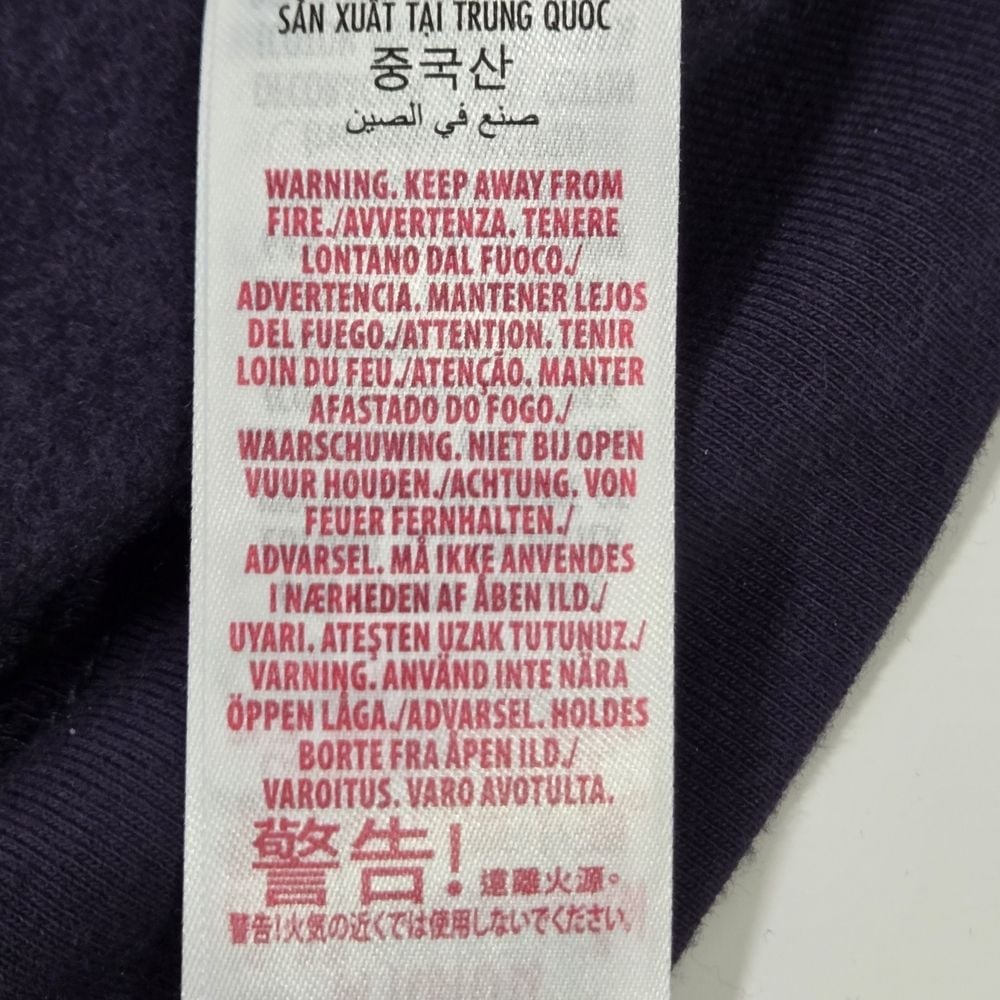 SẢN XUẤT TẠI TRUNG QUỐC
중국산
صنع في الصين
WARNING. KEEP AWAY FROM
FIRE./AVVERTENZA. TENERE
LONTANO DAL FUOCO./
ADVERTENCIA. MANTENER LEJOS
DEL FUEGO./ATTENTION. TENIR
LOIN DU FEU./ATENÇÃO. MANTER
AFASTADO DO FOGO./
WAARSCHUWING. NIET BIJ OPEN
VUUR HOUDEN./ACHTUNG. VON
FEUER FERNHALTEN./
ADVARSEL. MÅ IKKE ANVENDES
I NÆRHEDEN AF ÅBEN ILD./
UYARI. ATEŞTEN UZAK TUTUNUZ./
VARNING. ANVÄND INTE NÄRA
ÖPPEN LÅGA./ADVARSEL. HOLDES
BORTE FRA ÅPEN ILD./
VAROITUS. VARO AVOTULTA.
警告! 遠離火源。
警告!火気の近くでは使用しないでください。